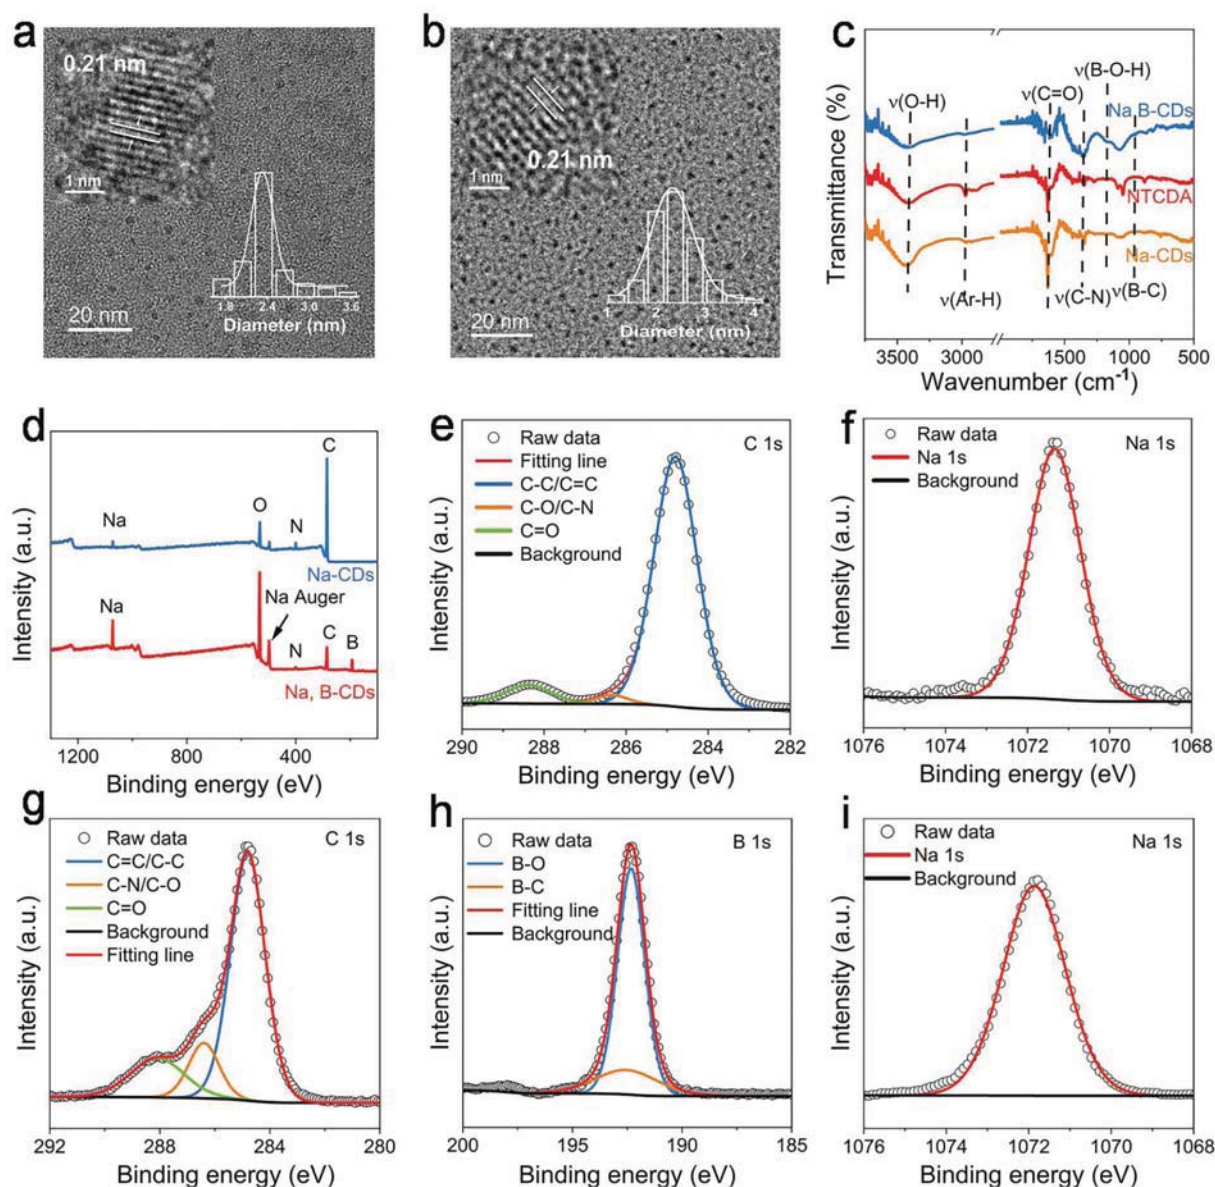 a
0.21 nm
1 nm
20 nm
1.8 2.4 3.0 3.6
Diameter (nm)
b
0.21 nm
1 nm
20 nm
1 2 3 4
Diameter (nm)
c
Transmittance (%)
ν(O-H)
ν(C=O)
ν(B-O-H)
Na,B-CDs
NTCDA
Na-CDs
ν(Ar-H)
ν(C-N)
ν(B-C)
3500 3000 1500 1000 500
Wavenumber (cm⁻¹)
d
Intensity (a.u.)
Na
O
N
C
Na-CDs
Na
Na Auger
N
C
B
Na, B-CDs
1200 800 400
Binding energy (eV)
e
Intensity (a.u.)
C 1s
Raw data
Fitting line
C-C/C=C
C-O/C-N
C=O
Background
290 288 286 284 282
Binding energy (eV)
f
Intensity (a.u.)
Na 1s
Raw data
Na 1s
Background
1076 1074 1072 1070 1068
Binding energy (eV)
g
Intensity (a.u.)
C 1s
Raw data
C=C/C-C
C-N/C-O
C=O
Background
Fitting line
292 288 284 280
Binding energy (eV)
h
Intensity (a.u.)
B 1s
Raw data
B-O
B-C
Fitting line
Background
200 195 190 185
Binding energy (eV)
i
Intensity (a.u.)
Na 1s
Raw data
Na 1s
Background
1076 1074 1072 1070 1068
Binding energy (eV)